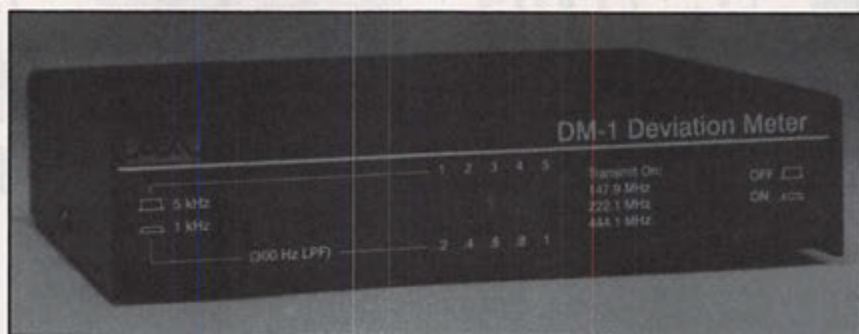 DM-1 Deviation Meter
1 2 3 4 5
Transmit On:
147.9 MHz
222.1 MHz
444.1 MHz
OFF
ON
5 kHz
1 kHz
(300 Hz LPF)
.2 .4 .6 .8 1